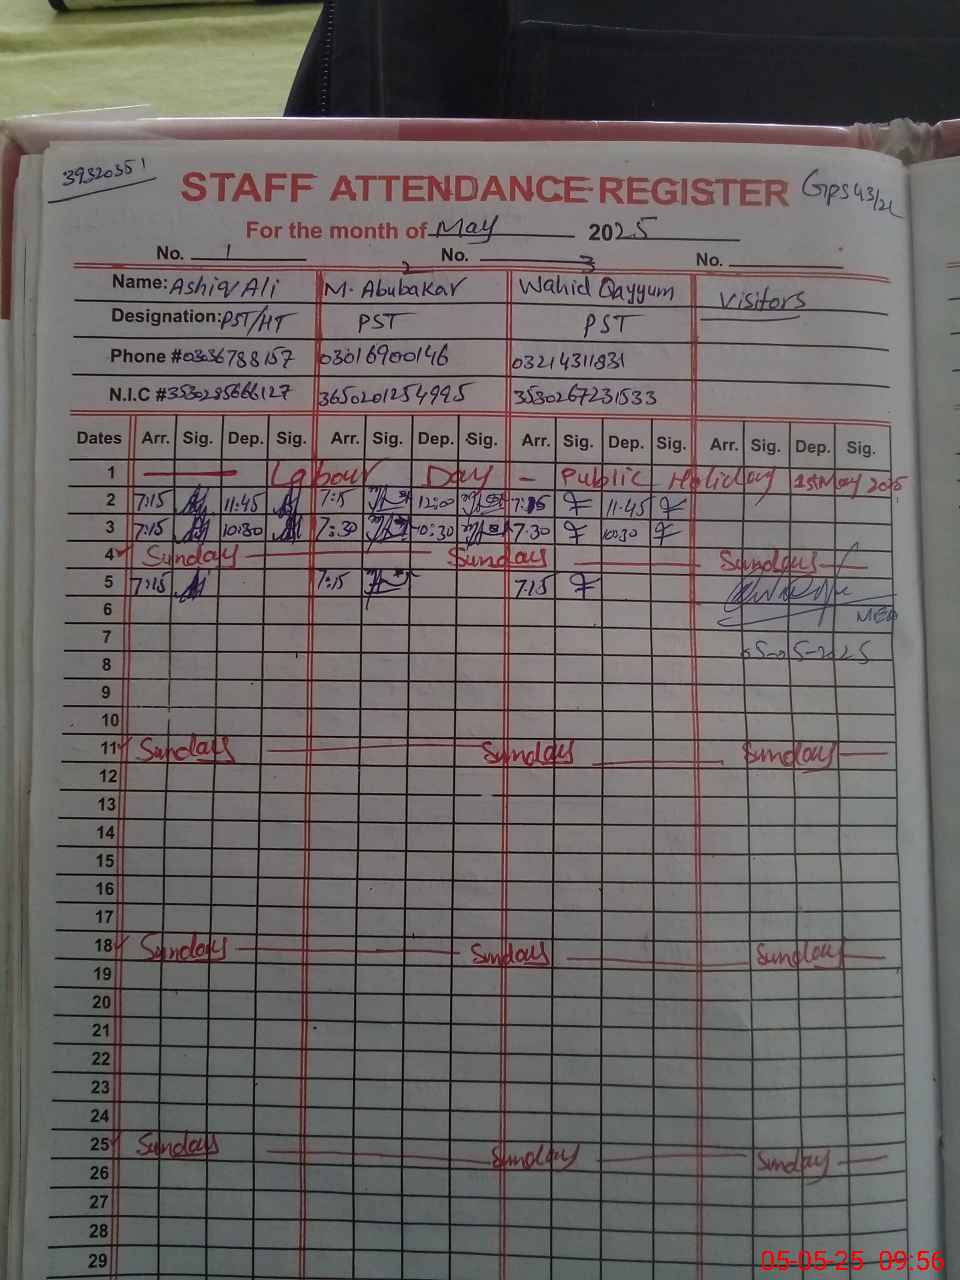 39320351
STAFF ATTENDANCE REGISTER
GPS 43/2L
For the month of May 2025
No. 1 No. 2 3 No.
Name: Ashiq Ali M. Abubakar Wahid Qayyum Visitors
Designation: PST/HT PST PST
Phone # 03036788157 03016900146 03214311831
N.I.C # 3530285666127 3650201254995 3530267231533
Dates Arr. Sig. Dep. Sig. Arr. Sig. Dep. Sig. Arr. Sig. Dep. Sig. Arr. Sig. Dep. Sig.
1 Labour Day - Public Holiday 1st May 2025
2 7:15 11:45 7:15 12:00 7:15 11:45
3 7:15 10:30 7:30 10:30 7:30 10:30
4 Sunday Sunday Sunday
5 7:15 7:15 7:15
6 MEA
7
8 05-05-2025
9
10
11 Sunday Sunday Sunday
12
13
14
15
16
17
18 Sunday Sunday Sunday
19
20
21
22
23
24
25 Sunday Sunday Sunday
26
27
28
29
05-05-25 09:56